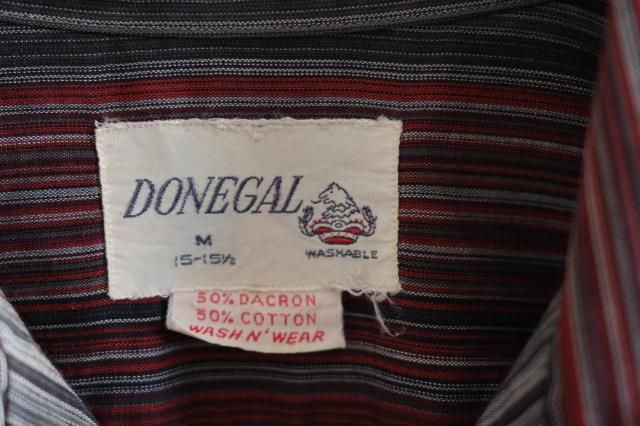 DONEGAL
M
15-15½
WASHABLE
50% DACRON
50% COTTON
WASH N' WEAR